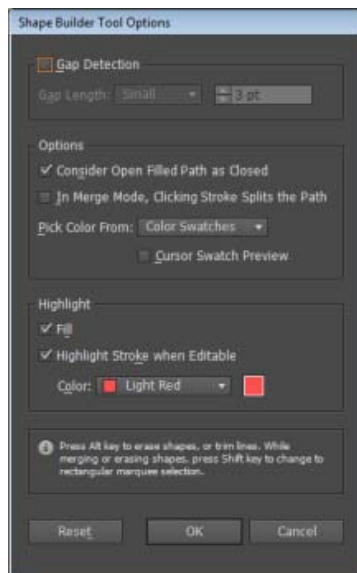 Shape Builder Tool Options
Gap Detection
Gap Length: Small 3 pt
Options
Consider Open Filled Path as Closed
In Merge Mode, Clicking Stroke Splits the Path
Pick Color From: Color Swatches
Cursor Swatch Preview
Highlight
Fill
Highlight Stroke when Editable
Color: Light Red
Press Alt key to erase shapes, or trim lines. While
merging or erasing shapes, press Shift key to change to
rectangular marquee selection.
Reset OK Cancel